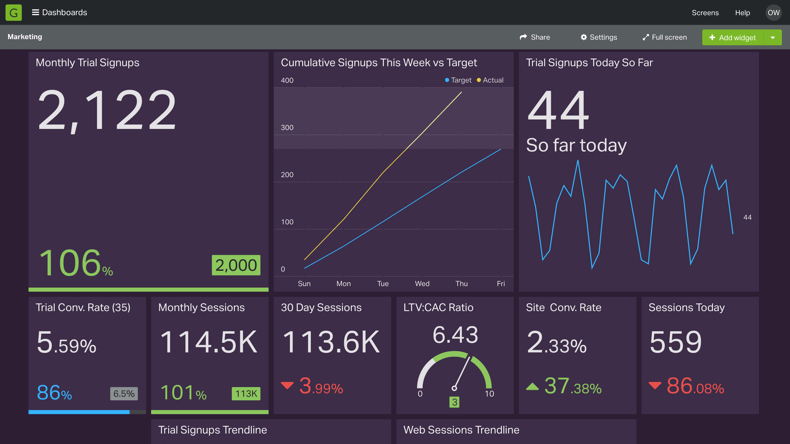 G Dashboards Screens Help OW
Marketing Share Settings Full screen Add widget
Monthly Trial Signups
2,122
106%
2,000
Cumulative Signups This Week vs Target
Target Actual
400
300
200
100
0
Sun Mon Tue Wed Thu Fri
Trial Signups Today So Far
44
So far today
44
Trial Conv. Rate (35)
5.59%
86%
6.5%
Monthly Sessions
114.5K
101%
113K
30 Day Sessions
113.6K
3.99%
LTV:CAC Ratio
6.43
0 10
3
Site Conv. Rate
2.33%
37.38%
Sessions Today
559
86.08%
Trial Signups Trendline
Web Sessions Trendline